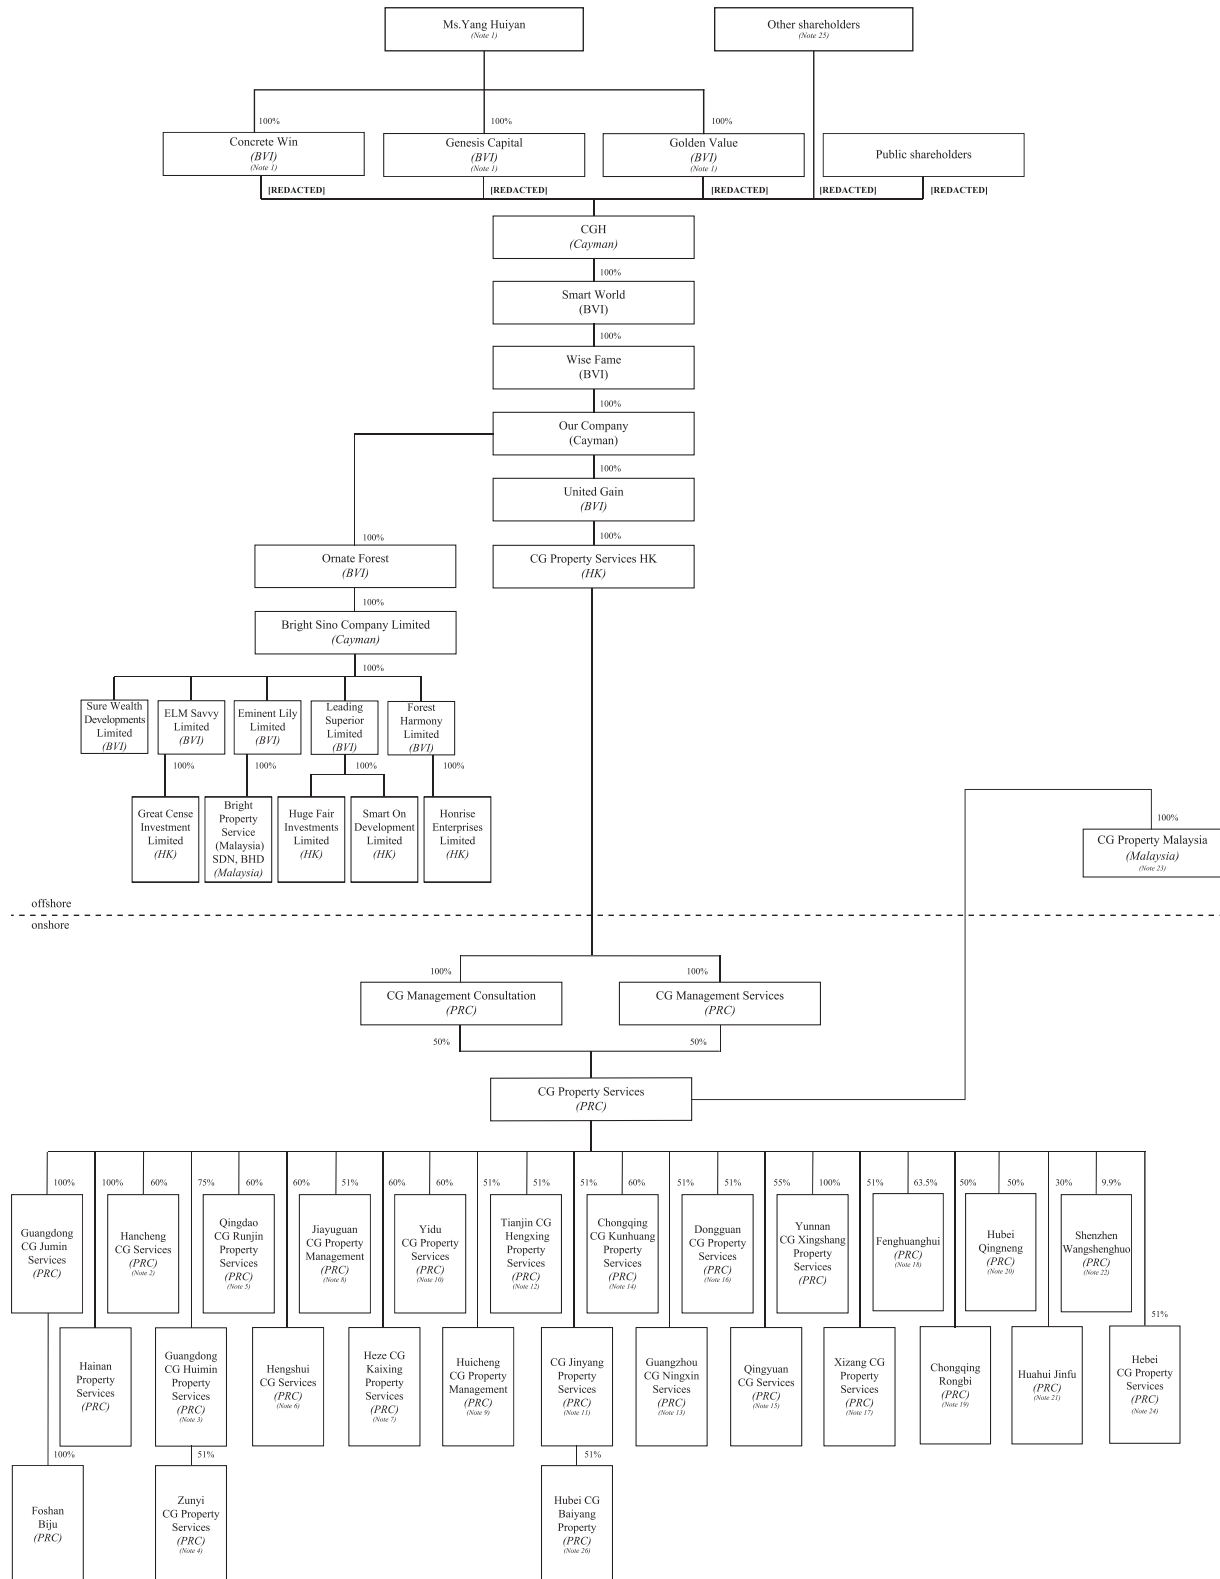 Ms.Yang Huiyan
(Note 1)
Other shareholders
(Note 25)
100%
100%
100%
Concrete Win
(BVI)
(Note 1)
Genesis Capital
(BVI)
(Note 1)
Golden Value
(BVI)
(Note 1)
Public shareholders
[REDACTED]
[REDACTED]
[REDACTED]
[REDACTED]
[REDACTED]
CGH
(Cayman)
100%
Smart World
(BVI)
100%
Wise Fame
(BVI)
100%
Our Company
(Cayman)
100%
United Gain
(BVI)
100%
100%
Ornate Forest
(BVI)
CG Property Services HK
(HK)
100%
Bright Sino Company Limited
(Cayman)
100%
Sure Wealth
Developments
Limited
(BVI)
ELM Savvy
Limited
(BVI)
Eminent Lily
Limited
(BVI)
Leading
Superior
Limited
(BVI)
Forest
Harmony
Limited
(BVI)
100%
100%
100%
100%
Great Cense
Investment
Limited
(HK)
Bright
Property
Service
(Malaysia)
SDN, BHD
(Malaysia)
Huge Fair
Investments
Limited
(HK)
Smart On
Development
Limited
(HK)
Honrise
Enterprises
Limited
(HK)
100%
CG Property Malaysia
(Malaysia)
(Note 23)
offshore
onshore
100%
100%
CG Management Consultation
(PRC)
CG Management Services
(PRC)
50%
50%
CG Property Services
(PRC)
100%
100%
60%
75%
60%
60%
51%
60%
60%
51%
51%
51%
60%
51%
51%
55%
100%
51%
63.5%
50%
50%
30%
9.9%
Guangdong
CG Jumin
Services
(PRC)
Hancheng
CG Services
(PRC)
(Note 2)
Qingdao
CG Runjin
Property
Services
(PRC)
(Note 5)
Jiayuguan
CG Property
Management
(PRC)
(Note 8)
Yidu
CG Property
Services
(PRC)
(Note 10)
Tianjin CG
Hengxing
Property
Services
(PRC)
(Note 12)
Chongqing
CG Kunhuang
Property
Services
(PRC)
(Note 14)
Dongguan
CG Property
Services
(PRC)
(Note 16)
Yunnan
CG Xingshang
Property
Services
(PRC)
Fenghuanghui
(PRC)
(Note 18)
Hubei
Qingneng
(PRC)
(Note 20)
Shenzhen
Wangshenghuo
(PRC)
(Note 22)
51%
Hainan
Property
Services
(PRC)
Guangdong
CG Huimin
Property
Services
(PRC)
(Note 3)
Hengshui
CG Services
(PRC)
(Note 6)
Heze CG
Kaixing
Property
Services
(PRC)
(Note 7)
Huicheng
CG Property
Management
(PRC)
(Note 9)
CG Jinyang
Property
Services
(PRC)
(Note 11)
Guangzhou
CG Ningxin
Services
(PRC)
(Note 13)
Qingyuan
CG Services
(PRC)
(Note 15)
Xizang CG
Property
Services
(PRC)
(Note 17)
Chongqing
Rongbi
(PRC)
(Note 19)
Huahui Jinfu
(PRC)
(Note 21)
Hebei
CG Property
Services
(PRC)
(Note 24)
100%
51%
51%
Foshan
Biju
(PRC)
Zunyi
CG Property
Services
(PRC)
(Note 4)
Hubei CG
Baiyang
Property
(PRC)
(Note 26)